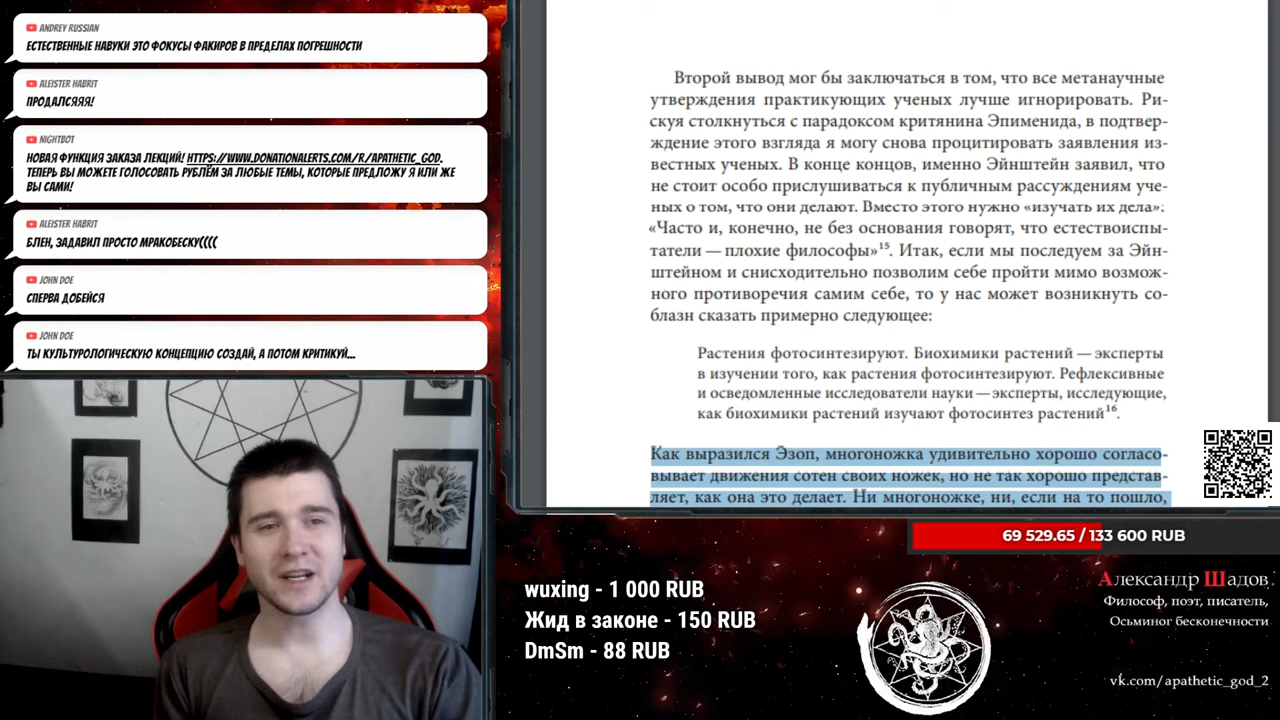 ANDREY RUSSIAN
ЕСТЕСТВЕННЫЕ НАВУКИ ЭТО ФОКУСЫ ФАКИРОВ В ПРЕДЕЛАХ ПОГРЕШНОСТИ
ALEISTER HABRIT
ПРОДАЛСЯЯЯ!
NIGHTBOT
НОВАЯ ФУНКЦИЯ ЗАКАЗА ЛЕКЦИЙ! HTTPS://WWW.DONATIONALERTS.COM/R/APATHETIC_GOD.
ТЕПЕРЬ ВЫ МОЖЕТЕ ГОЛОСОВАТЬ РУБЛЁМ ЗА ЛЮБЫЕ ТЕМЫ, КОТОРЫЕ ПРЕДЛОЖУ Я ИЛИ ЖЕ
ВЫ САМИ!
ALEISTER HABRIT
БЛЕН, ЗАДАВИЛ ПРОСТО МРАКОБЕСКУ((((
JOHN DOE
СПЕРВА ДОБЕЙСЯ
JOHN DOE
ТЫ КУЛЬТУРОЛОГИЧЕСКУЮ КОНЦЕПЦИЮ СОЗДАЙ, А ПОТОМ КРИТИКУЙ...
Второй вывод мог бы заключаться в том, что все метанаучные
утверждения практикующих ученых лучше игнорировать. Ри-
скуя столкнуться с парадоксом критянина Эпименида, в подтвер-
ждение этого взгляда я могу снова процитировать заявления из-
вестных ученых. В конце концов, именно Эйнштейн заявил, что
не стоит особо прислушиваться к публичным рассуждениям уче-
ных о том, что они делают. Вместо этого нужно «изучать их дела»:
«Часто и, конечно, не без основания говорят, что естествоиспы-
татели — плохие философы»¹⁵. Итак, если мы последуем за Эйн-
штейном и снисходительно позволим себе пройти мимо возмож-
ного противоречия самим себе, то у нас может возникнуть со-
блазн сказать примерно следующее:
Растения фотосинтезируют. Биохимики растений — эксперты
в изучении того, как растения фотосинтезируют. Рефлексивные
и осведомленные исследователи науки — эксперты, исследующие,
как биохимики растений изучают фотосинтез растений¹⁶.
Как выразился Эзоп, многоножка удивительно хорошо согласо-
вывает движения сотен своих ножек, но не так хорошо представ-
ляет, как она это делает. Ни многоножке, ни, если на то пошло,
69 529.65 / 133 600 RUB
wuxing - 1 000 RUB
Жид в законе - 150 RUB
DmSm - 88 RUB
Александр Шадов
Философ, поэт, писатель,
Осьминог бесконечности
vk.com/apathetic_god_2